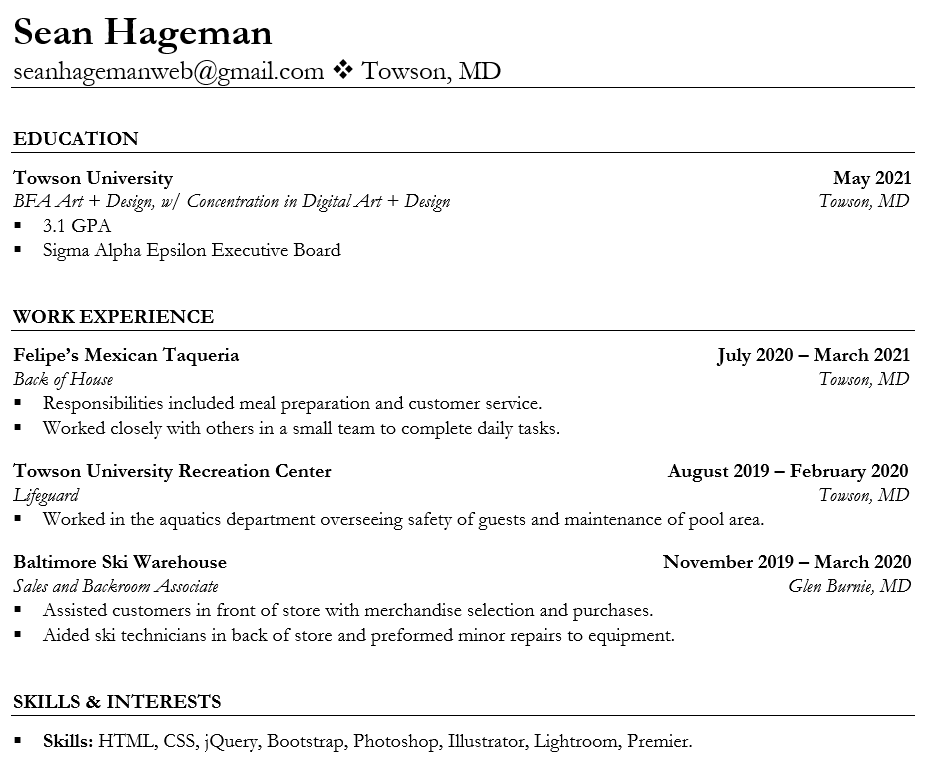 Sean Hageman
seanhagemanweb@gmail.com ❖ Towson, MD
EDUCATION
Towson University May 2021
BFA Art + Design, w/ Concentration in Digital Art + Design Towson, MD
▪ 3.1 GPA
▪ Sigma Alpha Epsilon Executive Board
WORK EXPERIENCE
Felipe’s Mexican Taqueria July 2020 – March 2021
Back of House Towson, MD
▪ Responsibilities included meal preparation and customer service.
▪ Worked closely with others in a small team to complete daily tasks.
Towson University Recreation Center August 2019 – February 2020
Lifeguard Towson, MD
▪ Worked in the aquatics department overseeing safety of guests and maintenance of pool area.
Baltimore Ski Warehouse November 2019 – March 2020
Sales and Backroom Associate Glen Burnie, MD
▪ Assisted customers in front of store with merchandise selection and purchases.
▪ Aided ski technicians in back of store and preformed minor repairs to equipment.
SKILLS & INTERESTS
▪ Skills: HTML, CSS, jQuery, Bootstrap, Photoshop, Illustrator, Lightroom, Premier.